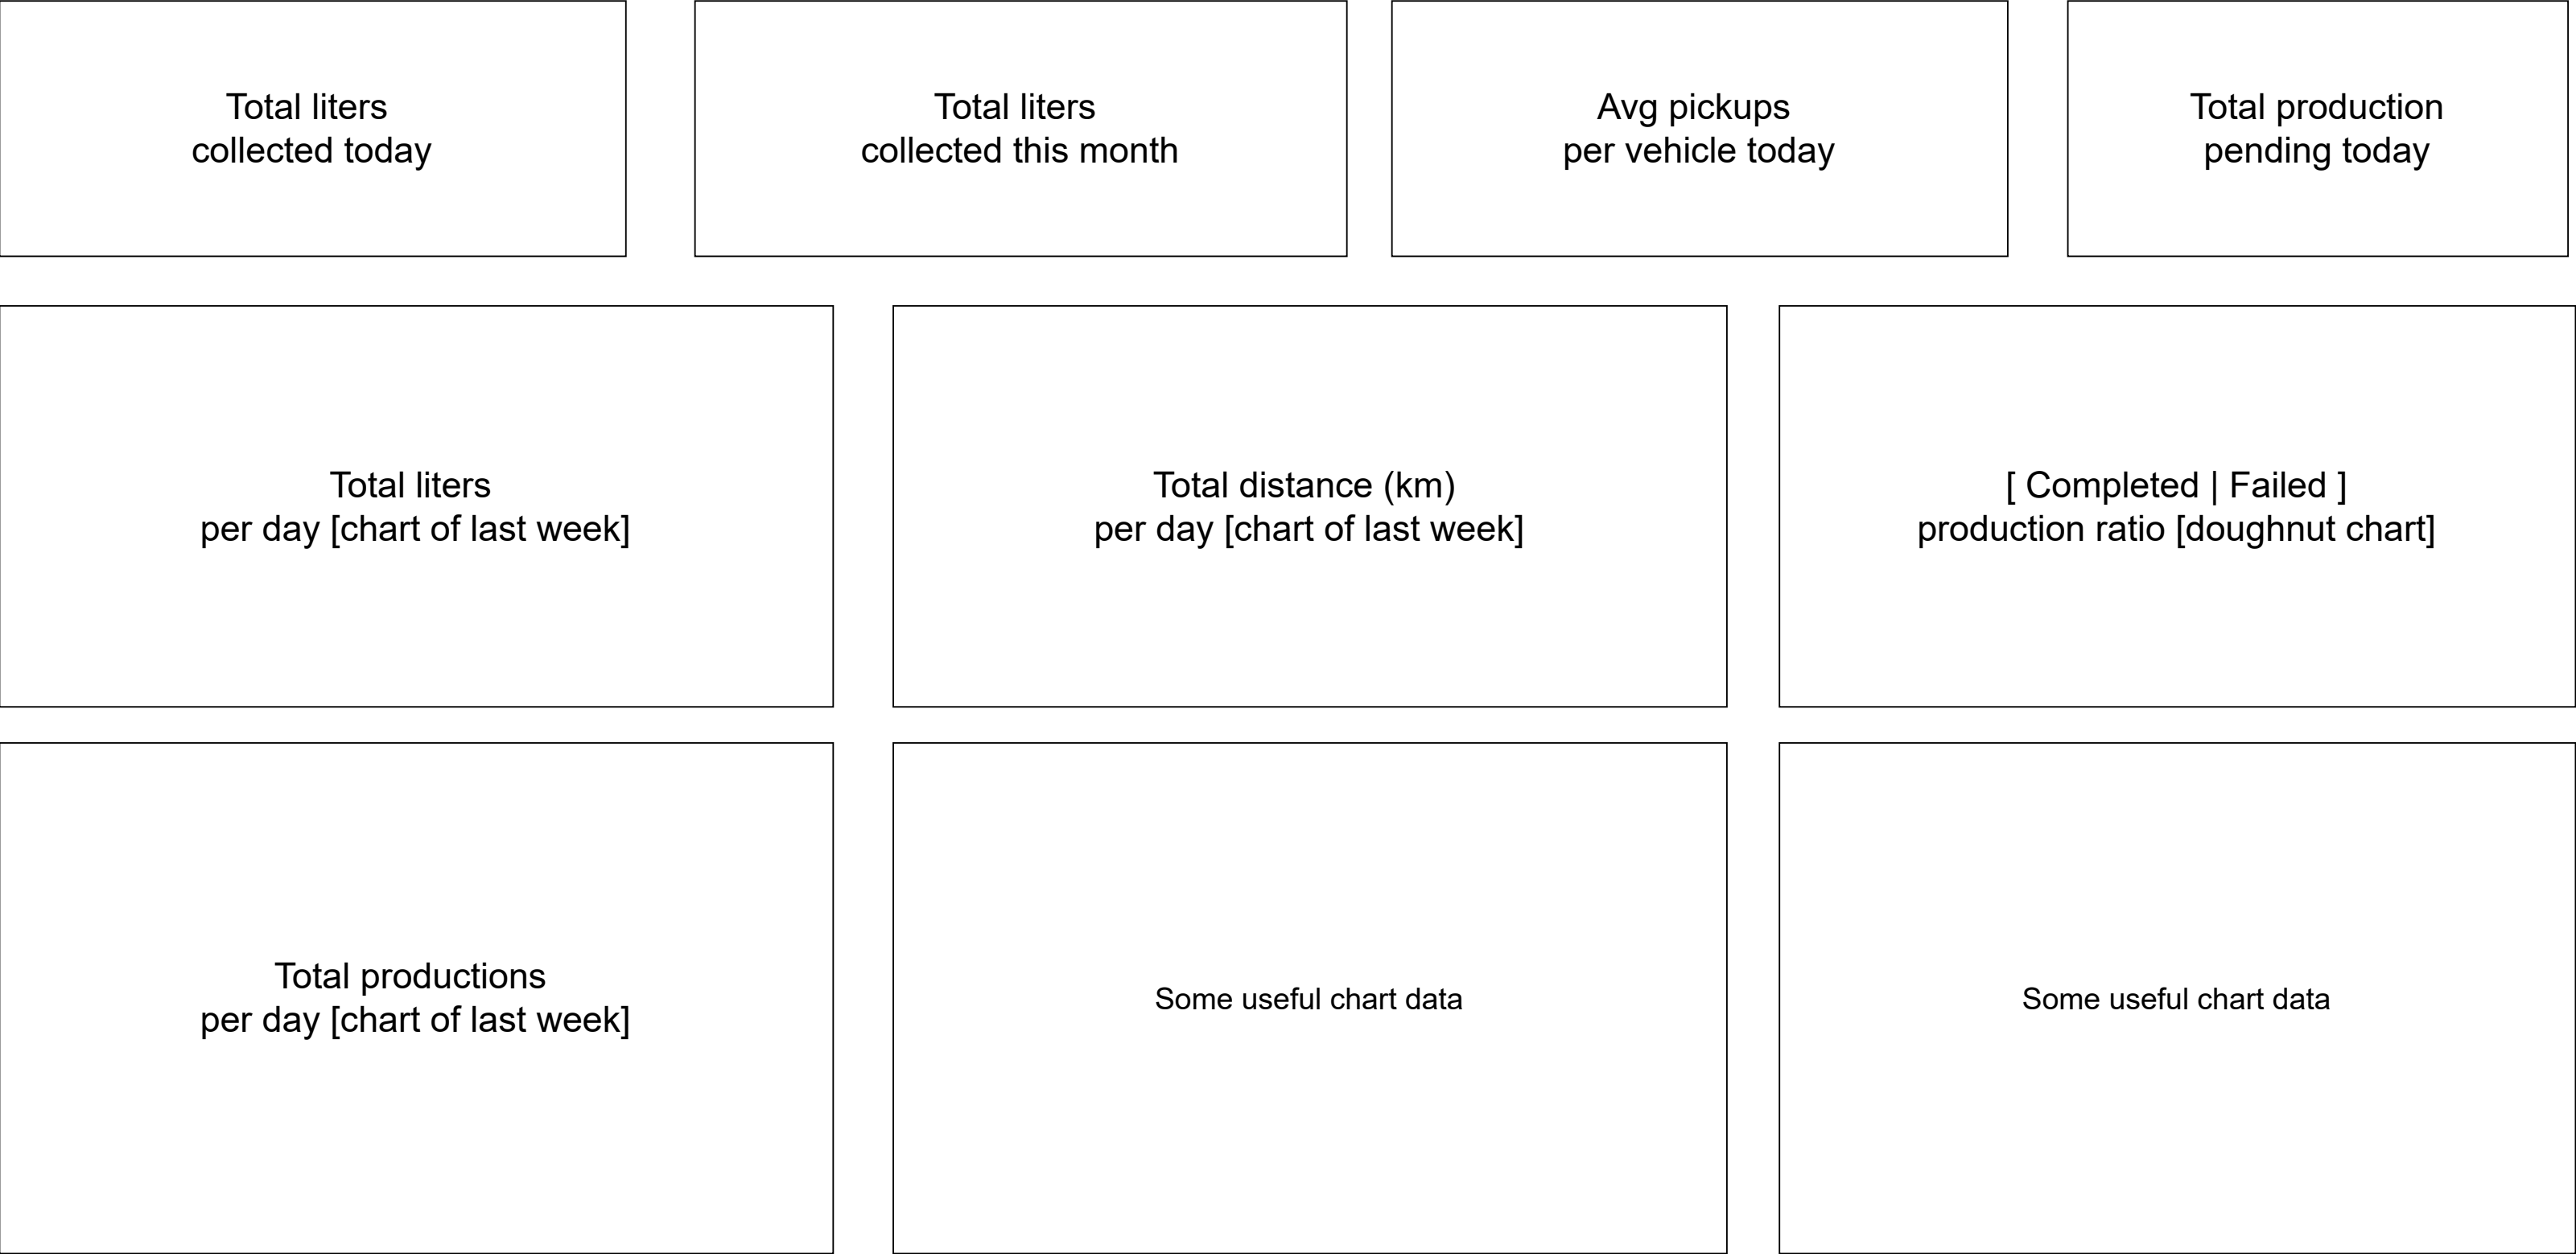 Total liters
collected today
Total liters
collected this month
Avg pickups
per vehicle today
Total production
pending today
Total liters
per day [chart of last week]
Total distance (km)
per day [chart of last week]
[ Completed | Failed ]
production ratio [doughnut chart]
Total productions
per day [chart of last week]
Some useful chart data
Some useful chart data